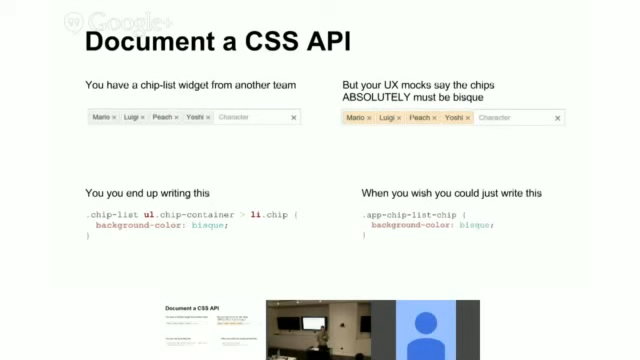 Google+
Document a CSS API
You have a chip-list widget from another team
But your UX mocks say the chips
ABSOLUTELY must be bisque
Mario × Luigi × Peach × Yoshi × Character ×
Mario × Luigi × Peach × Yoshi × Character ×
You you end up writing this
.chip-list ul.chip-container > li.chip {
background-color: bisque;
}
When you wish you could just write this
.app-chip-list-chip {
background-color: bisque;
}
Document a CSS API